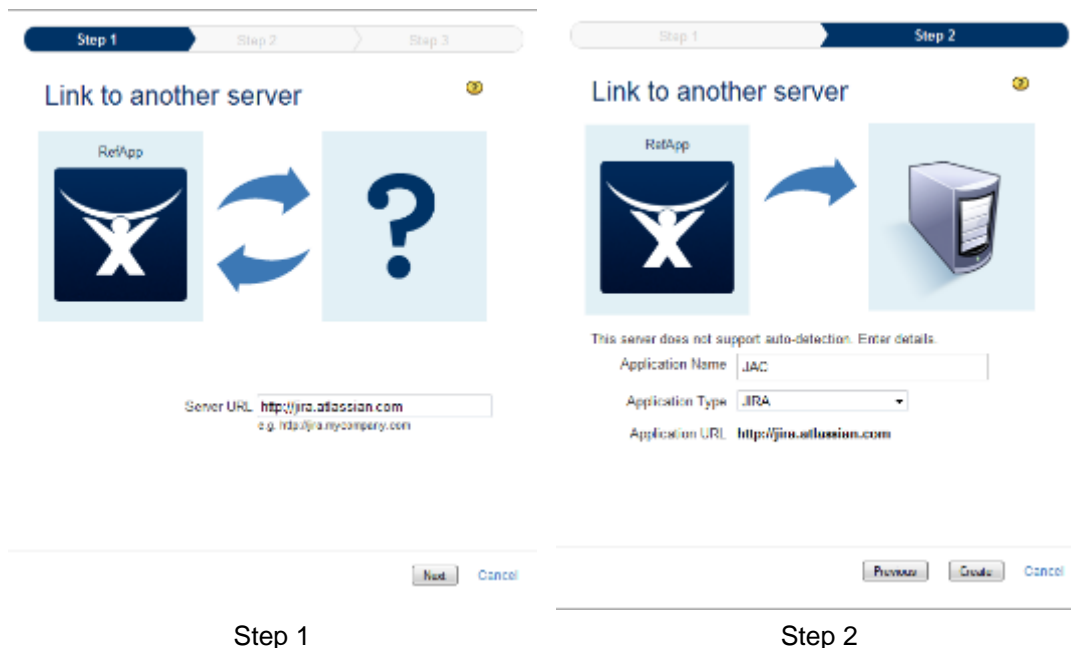 Step 1
Step 2
Step 3
Link to another server
?
RefApp
?
Server URL http://jira.atlassian.com
e.g. http://jira.mycompany.com
Next
Cancel
Step 1
Step 1
Step 2
Link to another server
?
RefApp
This server does not support auto-detection. Enter details.
Application Name JAC
Application Type JIRA
Application URL http://jira.atlassian.com
Previous
Create
Cancel
Step 2